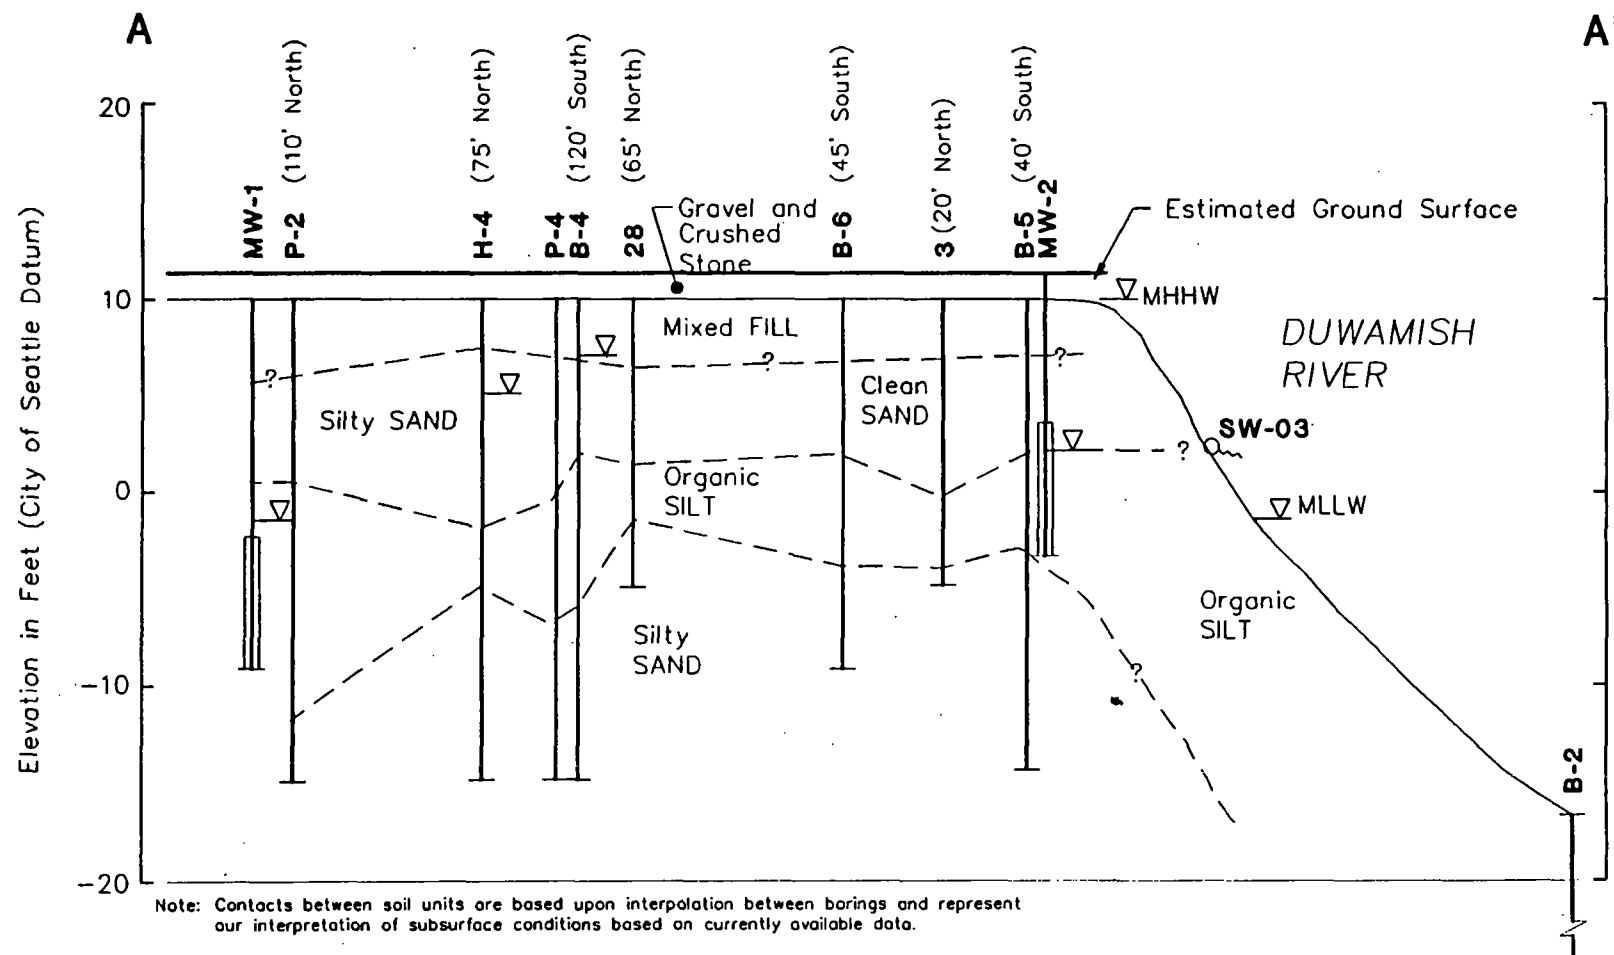 A
A'
MW-1
P-2 (110' North)
H-4 (75' North)
P-4
B-4 (120' South)
28 (65' North)
B-6 (45' South)
3 (20' North)
B-5 (40' South)
MW-2
Gravel and
Crushed
Stone
Estimated Ground Surface
MHHW
Mixed FILL
DUWAMISH
RIVER
Clean
SAND
Silty SAND
SW-03
Organic
SILT
MLLW
Organic
SILT
Silty
SAND
B-2
?
?
?
?
?
20
10
0
-10
-20
Elevation in Feet (City of Seattle Datum)
Note: Contacts between soil units are based upon interpolation between borings and represent
our interpretation of subsurface conditions based on currently available data.